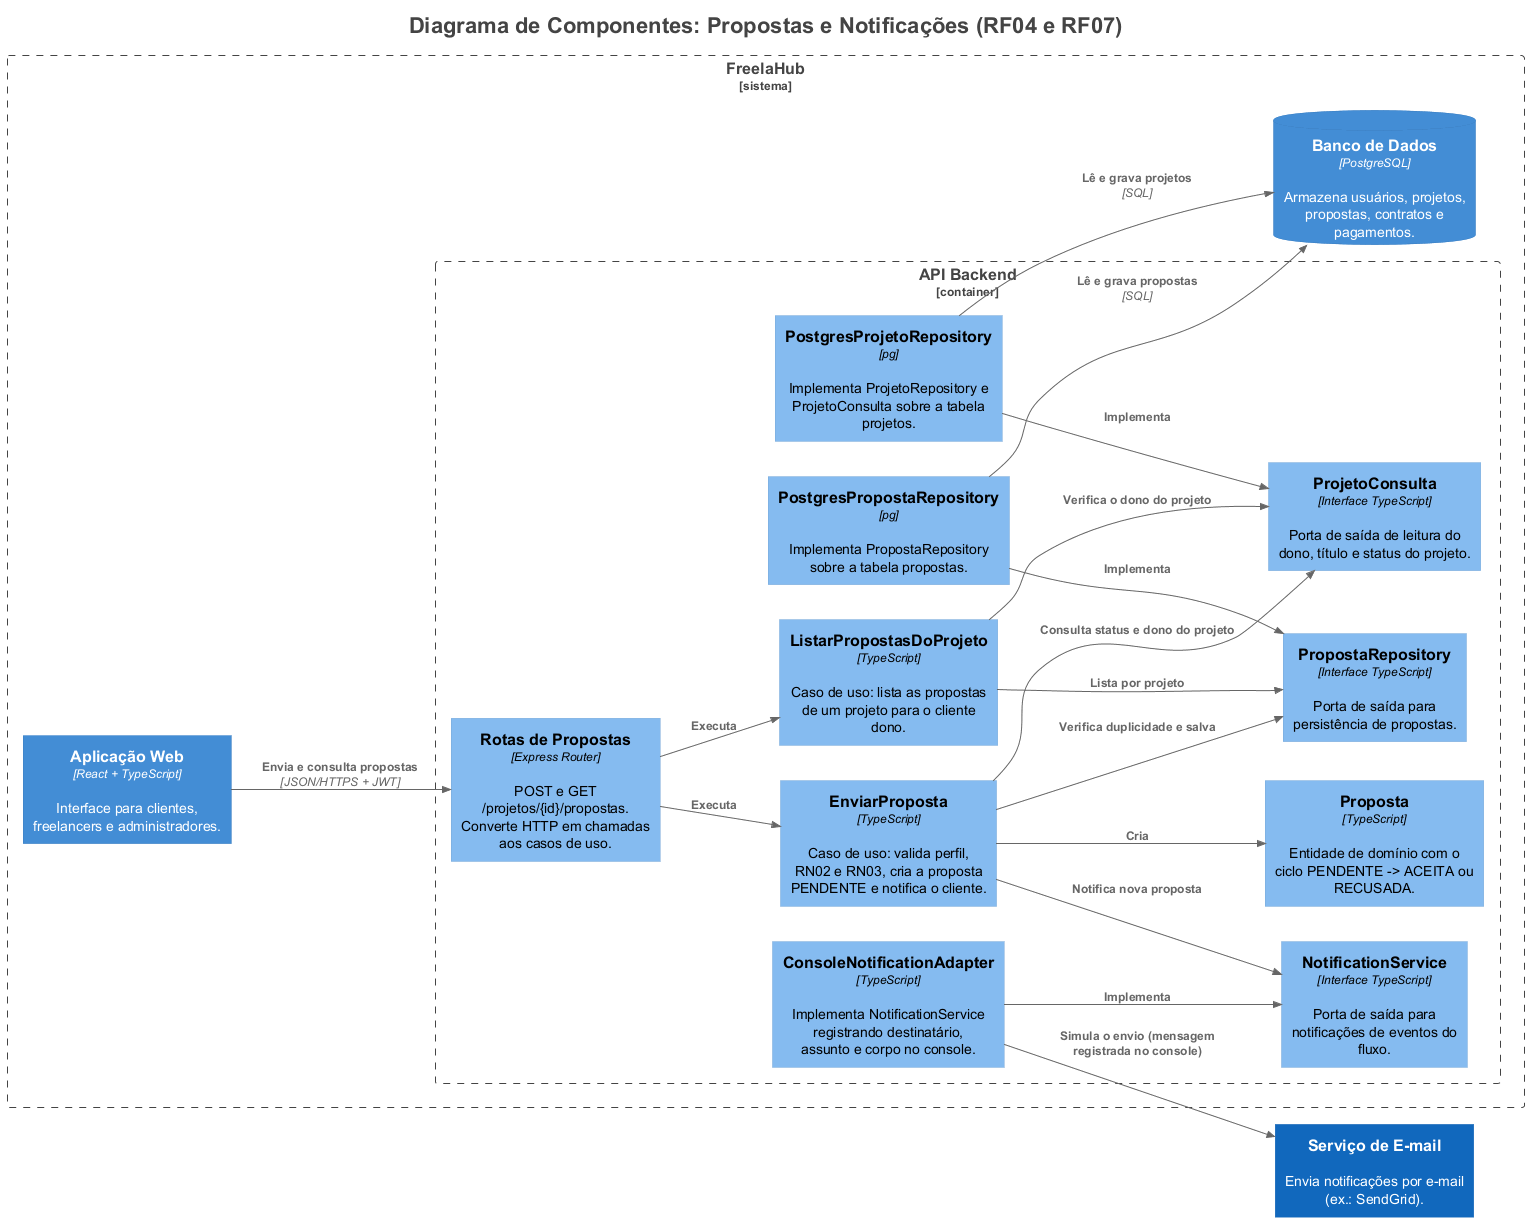 Diagrama de Componentes: Propostas e Notificações (RF04 e RF07)
FreelaHub
[sistema]
Banco de Dados
[PostgreSQL]
Armazena usuários, projetos,
propostas, contratos e
pagamentos.
Lê e grava projetos
[SQL]
API Backend
[container]
Lê e grava propostas
[SQL]
PostgresProjetoRepository
[pg]
Implementa ProjetoRepository e
ProjetoConsulta sobre a tabela
projetos.
Implementa
PostgresPropostaRepository
[pg]
Implementa PropostaRepository
sobre a tabela propostas.
Verifica o dono do projeto
ProjetoConsulta
[Interface TypeScript]
Porta de saída de leitura do
dono, título e status do projeto.
Implementa
ListarPropostasDoProjeto
[TypeScript]
Caso de uso: lista as propostas
de um projeto para o cliente
dono.
Consulta status e dono do projeto
Lista por projeto
PropostaRepository
[Interface TypeScript]
Porta de saída para
persistência de propostas.
Verifica duplicidade e salva
Aplicação Web
[React + TypeScript]
Interface para clientes,
freelancers e administradores.
Envia e consulta propostas
[JSON/HTTPS + JWT]
Rotas de Propostas
[Express Router]
POST e GET
/projetos/{id}/propostas.
Converte HTTP em chamadas
aos casos de uso.
Executa
Executa
EnviarProposta
[TypeScript]
Caso de uso: valida perfil,
RN02 e RN03, cria a proposta
PENDENTE e notifica o cliente.
Cria
Proposta
[TypeScript]
Entidade de domínio com o
ciclo PENDENTE -> ACEITA ou
RECUSADA.
Notifica nova proposta
ConsoleNotificationAdapter
[TypeScript]
Implementa NotificationService
registrando destinatário,
assunto e corpo no console.
Implementa
NotificationService
[Interface TypeScript]
Porta de saída para
notificações de eventos do
fluxo.
Simula o envio (mensagem
registrada no console)
Serviço de E-mail
Envia notificações por e-mail
(ex.: SendGrid).